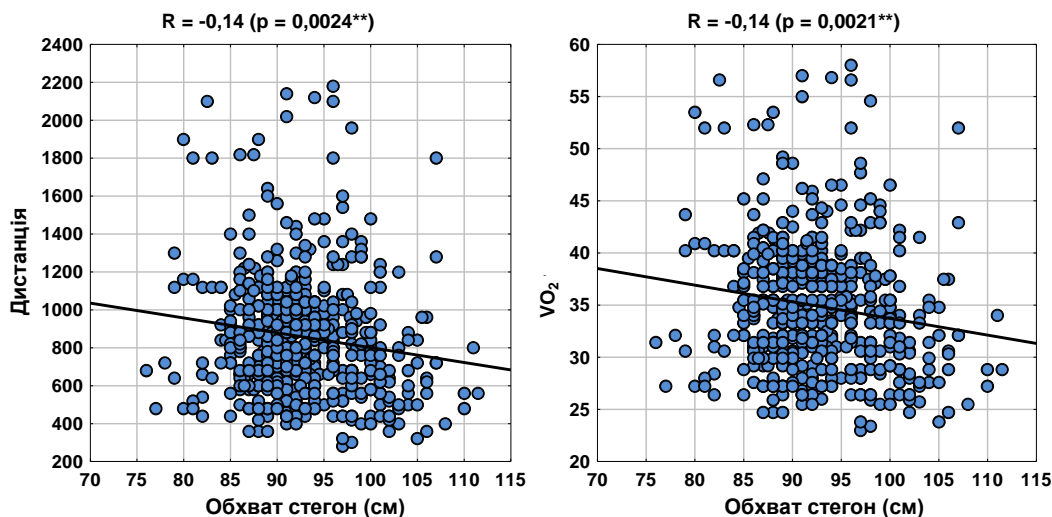 R = -0,14 (p = 0,0024**)
Дистанція
2400
2200
2000
1800
1600
1400
1200
1000
800
600
400
200
70 75 80 85 90 95 100 105 110 115
Обхват стегон (см)
R = -0,14 (p = 0,0021**)
VO₂
60
55
50
45
40
35
30
25
20
70 75 80 85 90 95 100 105 110 115
Обхват стегон (см)